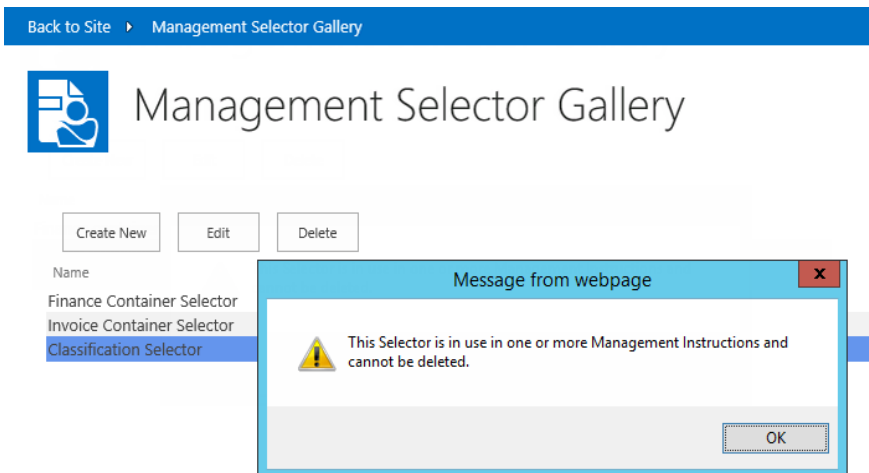 Back to Site ▸ Management Selector Gallery
Management Selector Gallery
Create New Edit Delete
Name
Finance Container Selector
Invoice Container Selector
Classification Selector
Message from webpage x
This Selector is in use in one or more Management Instructions and
cannot be deleted.
OK